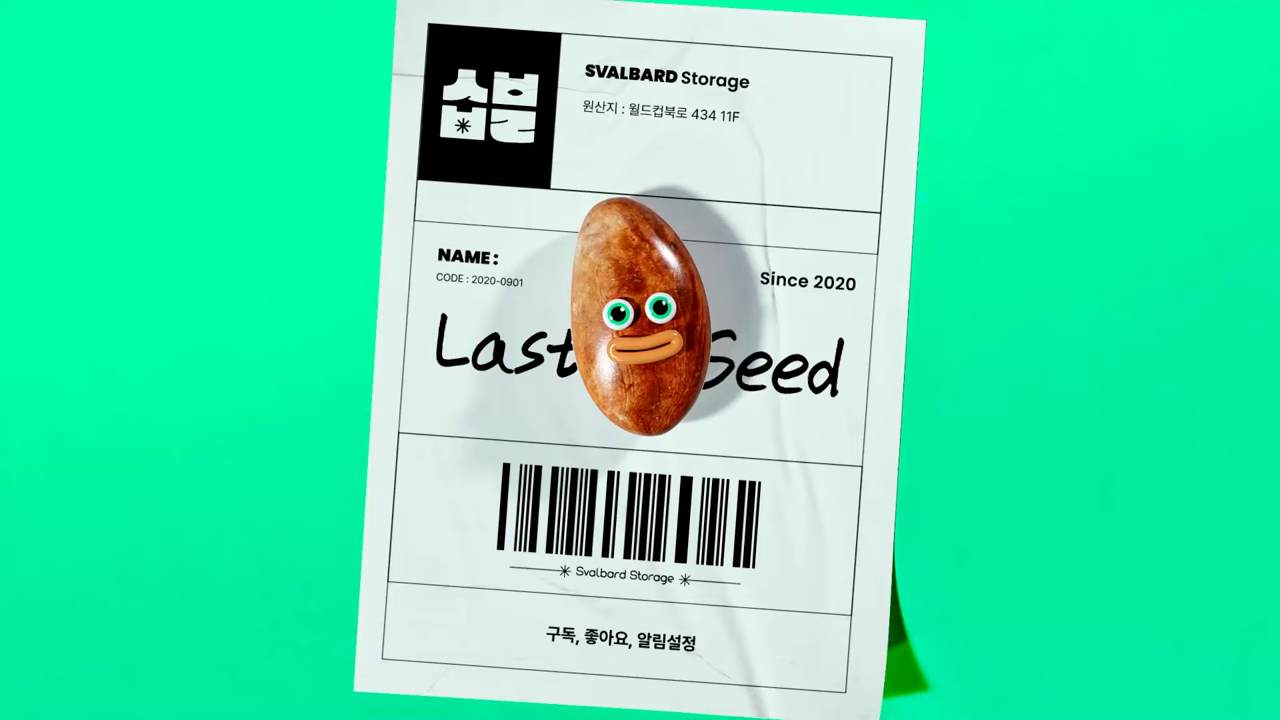 SVALBARD Storage
원산지 : 월드컵북로 434 11F
NAME :
CODE : 2020-0901
Since 2020
Last Seed
Svalbard Storage
구독, 좋아요, 알림설정